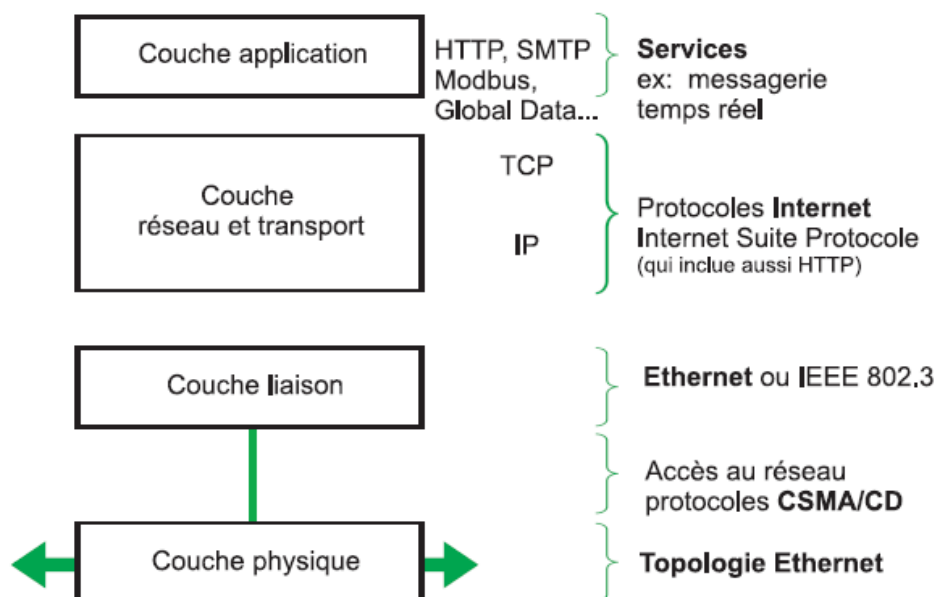 Couche application
HTTP, SMTP
Modbus,
Global Data...
Services
ex: messagerie
temps réel
Couche
réseau et transport
TCP
IP
Protocoles Internet
Internet Suite Protocole
(qui inclue aussi HTTP)
Couche liaison
Ethernet ou IEEE 802.3
Accès au réseau
protocoles CSMA/CD
Couche physique
Topologie Ethernet